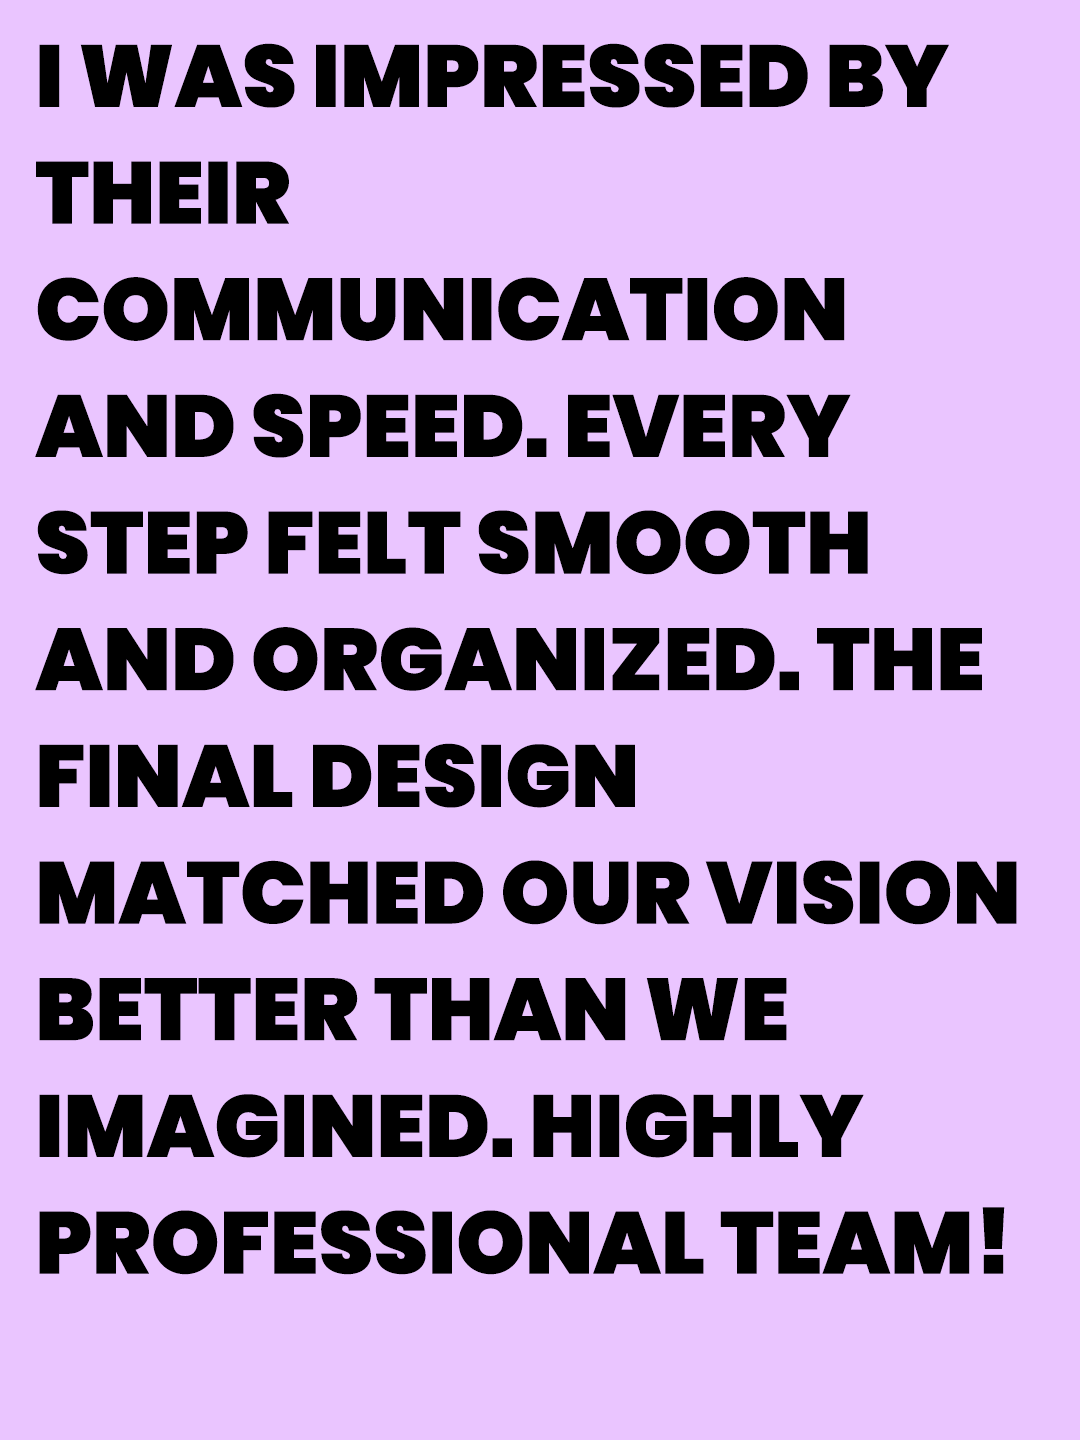 I WAS IMPRESSED BY
THEIR
COMMUNICATION
AND SPEED. EVERY
STEP FELT SMOOTH
AND ORGANIZED. THE
FINAL DESIGN
MATCHED OUR VISION
BETTER THAN WE
IMAGINED. HIGHLY
PROFESSIONAL TEAM!